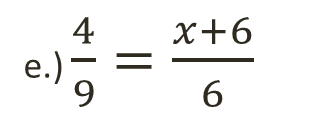 e.) 4/9 = x+6/6